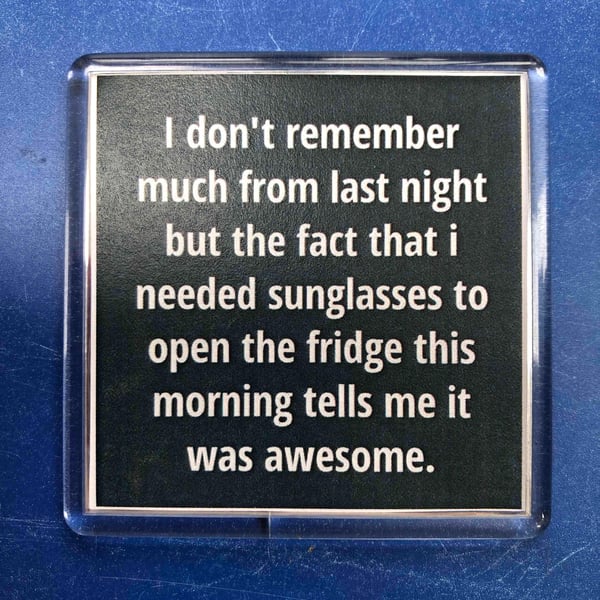 I don't remember
much from last night
but the fact that i
needed sunglasses to
open the fridge this
morning tells me it
was awesome.